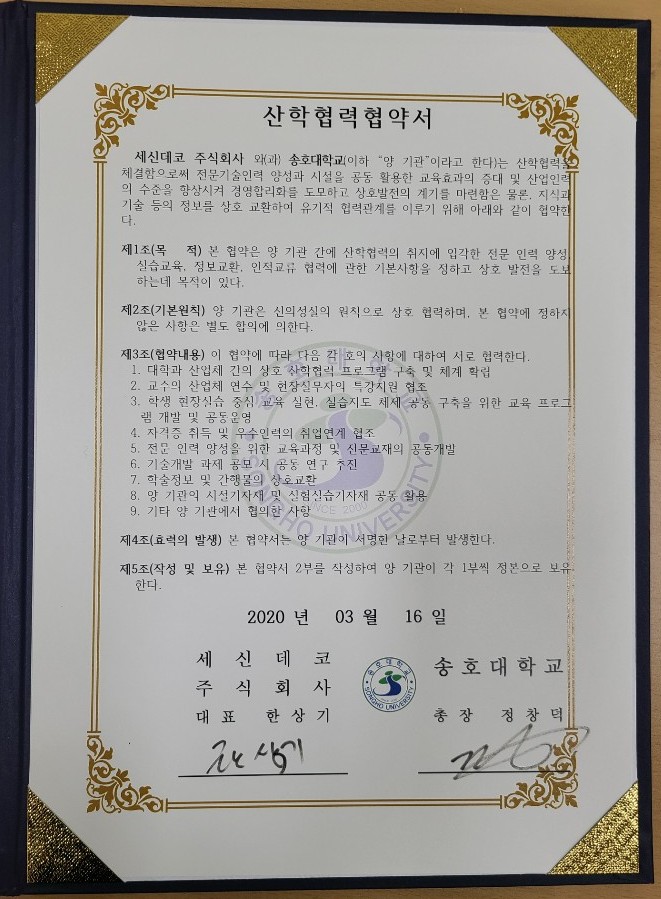 산학협력협약서
세신데코 주식회사 와(과) 송호대학교(이하 “양 기관”이라고 한다)는 산학협력을
체결함으로써 전문기술인력 양성과 시설을 공동 활용한 교육효과의 증대 및 산업인력
의 수준을 향상시켜 경영합리화를 도모하고 상호발전의 계기를 마련함은 물론, 지식과
기술 등의 정보를 상호 교환하여 유기적 협력관계를 이루기 위해 아래와 같이 협약한
다.
제1조(목 적) 본 협약은 양 기관 간에 산학협력의 취지에 입각한 전문 인력 양성,
실습교육, 정보교환, 인적교류 협력에 관한 기본사항을 정하고 상호 발전을 도모
하는데 목적이 있다.
제2조(기본원칙) 양 기관은 신의성실의 원칙으로 상호 협력하며, 본 협약에 정하지
않은 사항은 별도 합의에 의한다.
제3조(협약내용) 이 협약에 따라 다음 각 호의 사항에 대하여 서로 협력한다.
1. 대학과 산업체 간의 상호 산학협력 프로그램 구축 및 체계 확립
2. 교수의 산업체 연수 및 현장실무자의 특강지원 협조
3. 학생 현장실습 중심 교육 실현, 실습지도 체제 공동 구축을 위한 교육 프로그
램 개발 및 공동운영
4. 자격증 취득 및 우수인력의 취업연계 협조
5. 전문 인력 양성을 위한 교육과정 및 신문교재의 공동개발
6. 기술개발 과제 공모 시 공동 연구 추진
7. 학술정보 및 간행물의 상호교환
8. 양 기관의 시설기자재 및 실험실습기자재 공동 활용
9. 기타 양 기관에서 협의한 사항
SINCE 2000
SONGHO UNIVERSITY
제4조(효력의 발생) 본 협약서는 양 기관이 서명한 날로부터 발생한다.
제5조(작성 및 보유) 본 협약서 2부를 작성하여 양 기관이 각 1부씩 정본으로 보유
한다.
2020 년 03 월 16 일
세신데코
주식회사
대표 한상기
송호대학교
SONGHO UNIVERSITY
송호대학교
총장 정창덕
한상기